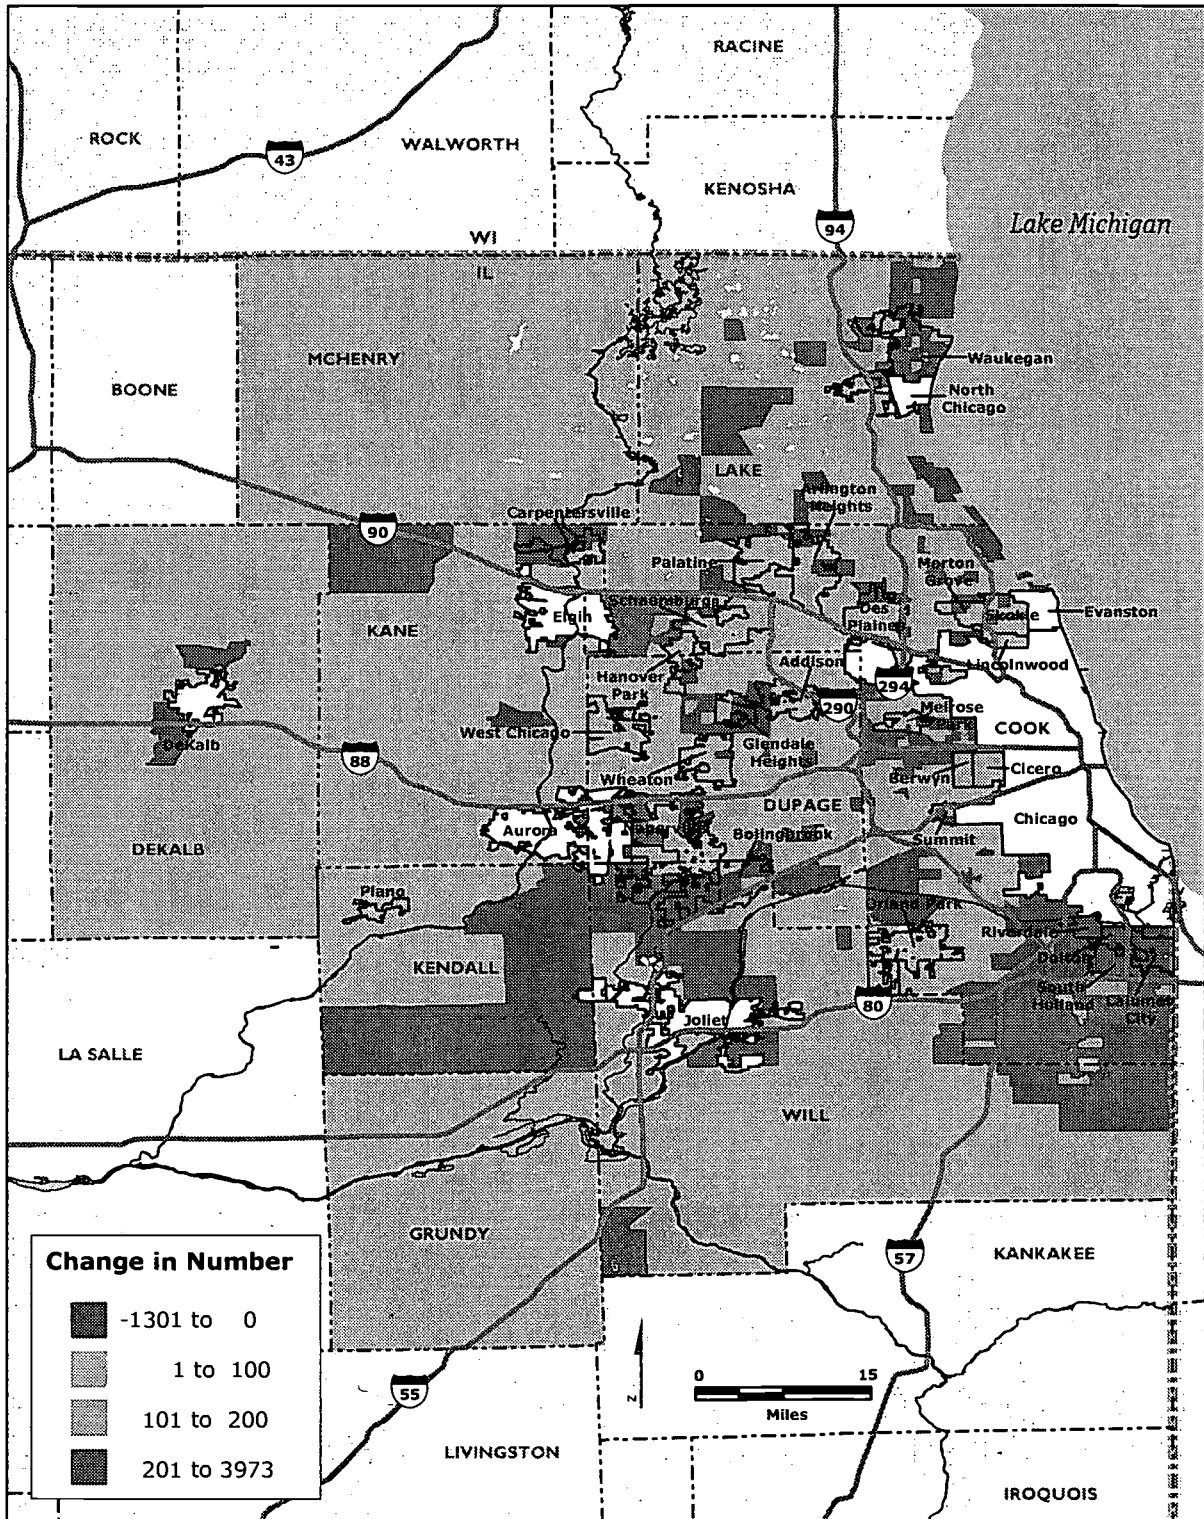 RACINE
ROCK
WALWORTH
43
KENOSHA
94
Lake Michigan
WI
IL
MCHENRY
Waukegan
BOONE
North
Chicago
LAKE
Arlington
Heights
Carpentersville
90
Palatine
Morton
Grove
Schaumburg
Des
Plaines
Skokie
Evanston
Elgin
KANE
Addison
Lincolnwood
Hanover
Park
294
290
Melrose
Park
COOK
West Chicago
DeKalb
Glendale
Heights
88
Wheaton
Berwyn
Cicero
DUPAGE
Aurora
Naperville
Bolingbrook
Chicago
Summit
DEKALB
Plano
Orland Park
Riverdale
KENDALL
Dolton
South
Holland
Calumet
City
80
Joliet
LA SALLE
WILL
GRUNDY
Change in Number
-1301 to 0
1 to 100
101 to 200
201 to 3973
57
KANKAKEE
N
0 15
Miles
55
LIVINGSTON
IROQUOIS